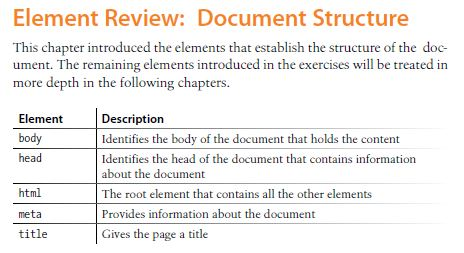 Element Review: Document Structure
This chapter introduced the elements that establish the structure of the doc-
ument. The remaining elements introduced in the exercises will be treated in
more depth in the following chapters.
Element Description
body Identifies the body of the document that holds the content
head Identifies the head of the document that contains information
about the document
html The root element that contains all the other elements
meta Provides information about the document
title Gives the page a title